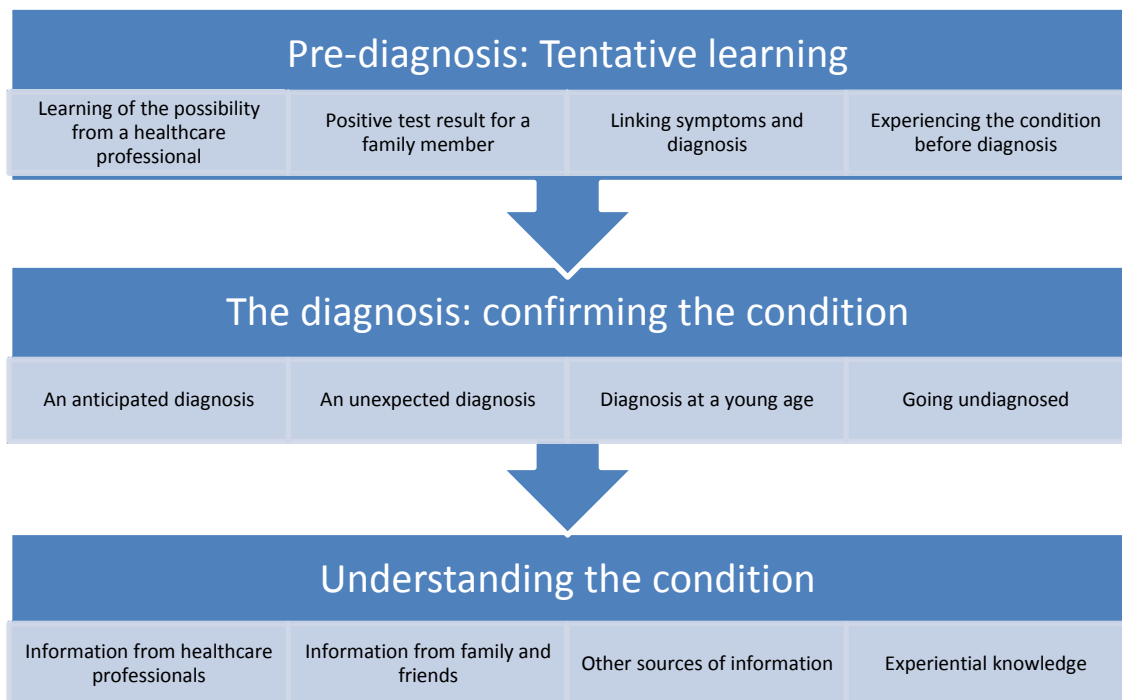 Pre-diagnosis: Tentative learning
Learning of the possibility
from a healthcare
professional
Positive test result for a
family member
Linking symptoms and
diagnosis
Experiencing the condition
before diagnosis
The diagnosis: confirming the condition
An anticipated diagnosis
An unexpected diagnosis
Diagnosis at a young age
Going undiagnosed
Understanding the condition
Information from healthcare
professionals
Information from family and
friends
Other sources of information
Experiential knowledge